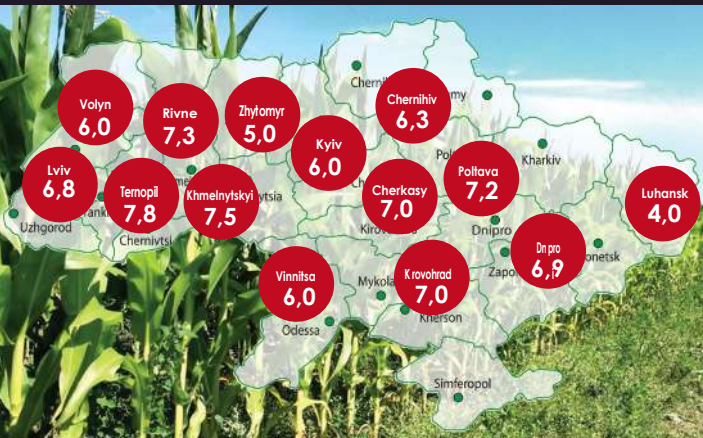 Volyn
6,0
Rivne
7,3
Zhytomyr
5,0
Chernihiv
6,3
Kyiv
6,0
Kharkiv
Lviv
6,8
Ternopil
7,8
Khmelnytskyi
7,5
Cherkasy
7,0
Poltava
7,2
Luhansk
4,0
Uzhgorod
Chernivtsi
Dnipro
Dn pro
6,9
Vinnitsa
6,0
K rovohrad
7,0
Odessa
Kherson
Simferopol